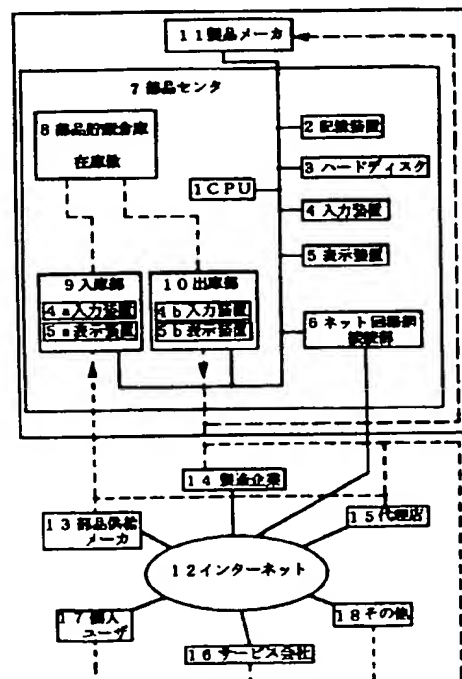 11製品メーカ
7部品センタ
8部品貯蔵倉庫
在庫数
2記憶装置
3ハードディスク
1CPU
4入力装置
5表示装置
9入庫部
4a入力装置
5a表示装置
10出庫部
4b入力装置
5b表示装置
6ネット回路網
接続部
14製造企業
13部品供給
メーカ
15代理店
12インターネット
17個人
ユーザ
18その他
16サービス会社